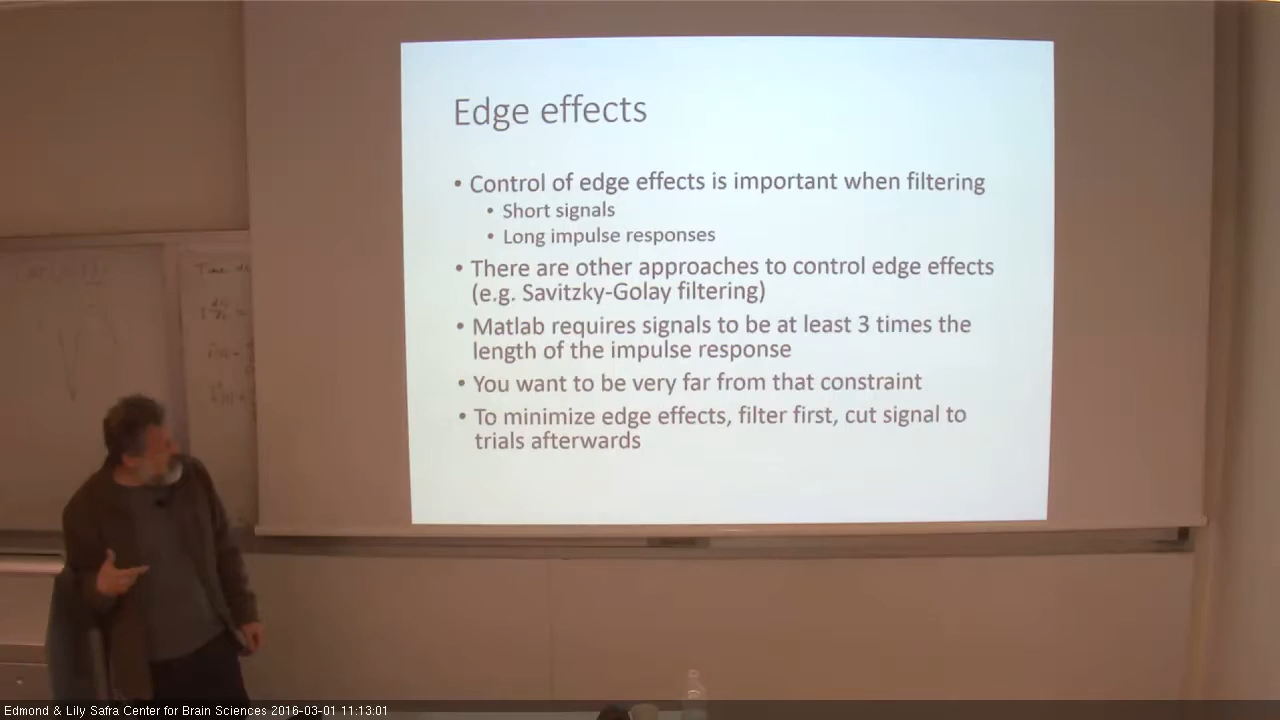 Edge effects
• Control of edge effects is important when filtering
• Short signals
• Long impulse responses
• There are other approaches to control edge effects
(e.g. Savitzky-Golay filtering)
• Matlab requires signals to be at least 3 times the
length of the impulse response
• You want to be very far from that constraint
• To minimize edge effects, filter first, cut signal to
trials afterwards
Time
Edmond & Lily Safra Center for Brain Sciences 2016-03-01 11:13:01